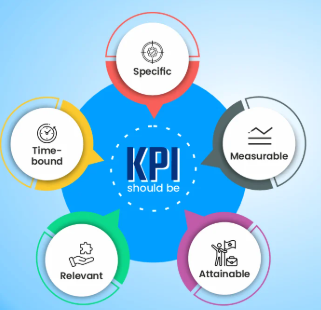 Specific
Measurable
Attainable
Relevant
Time-
bound
KPI
should be